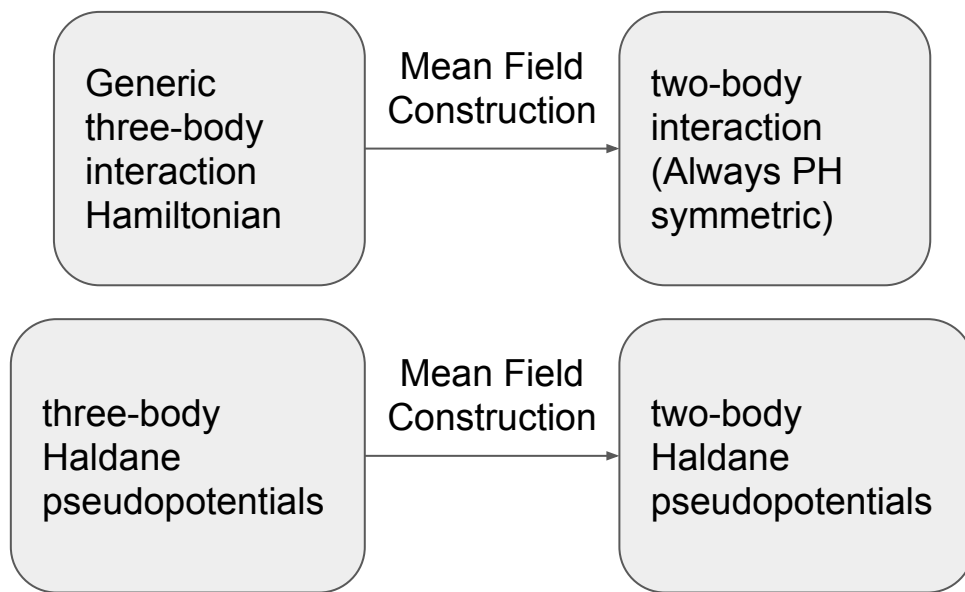 Generic
three-body
interaction
Hamiltonian
Mean Field
Construction
two-body
interaction
(Always PH
symmetric)
three-body
Haldane
pseudopotentials
Mean Field
Construction
two-body
Haldane
pseudopotentials